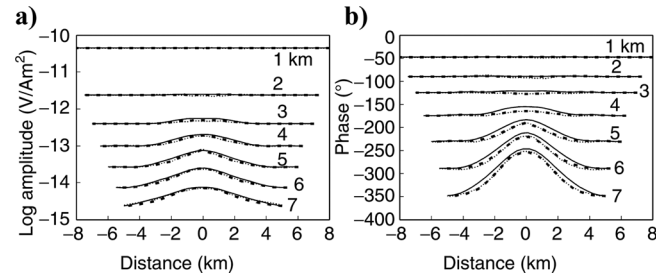 a)
Log amplitude (V/Am²)
−10
−11
−12
−13
−14
−15
1 km
2
3
4
5
6
7
−8 −6 −4 −2 0 2 4 6 8
Distance (km)
b)
Phase (°)
0
−50
−100
−150
−200
−250
−300
−350
−400
1 km
2
3
4
5
6
7
−8 −6 −4 −2 0 2 4 6 8
Distance (km)